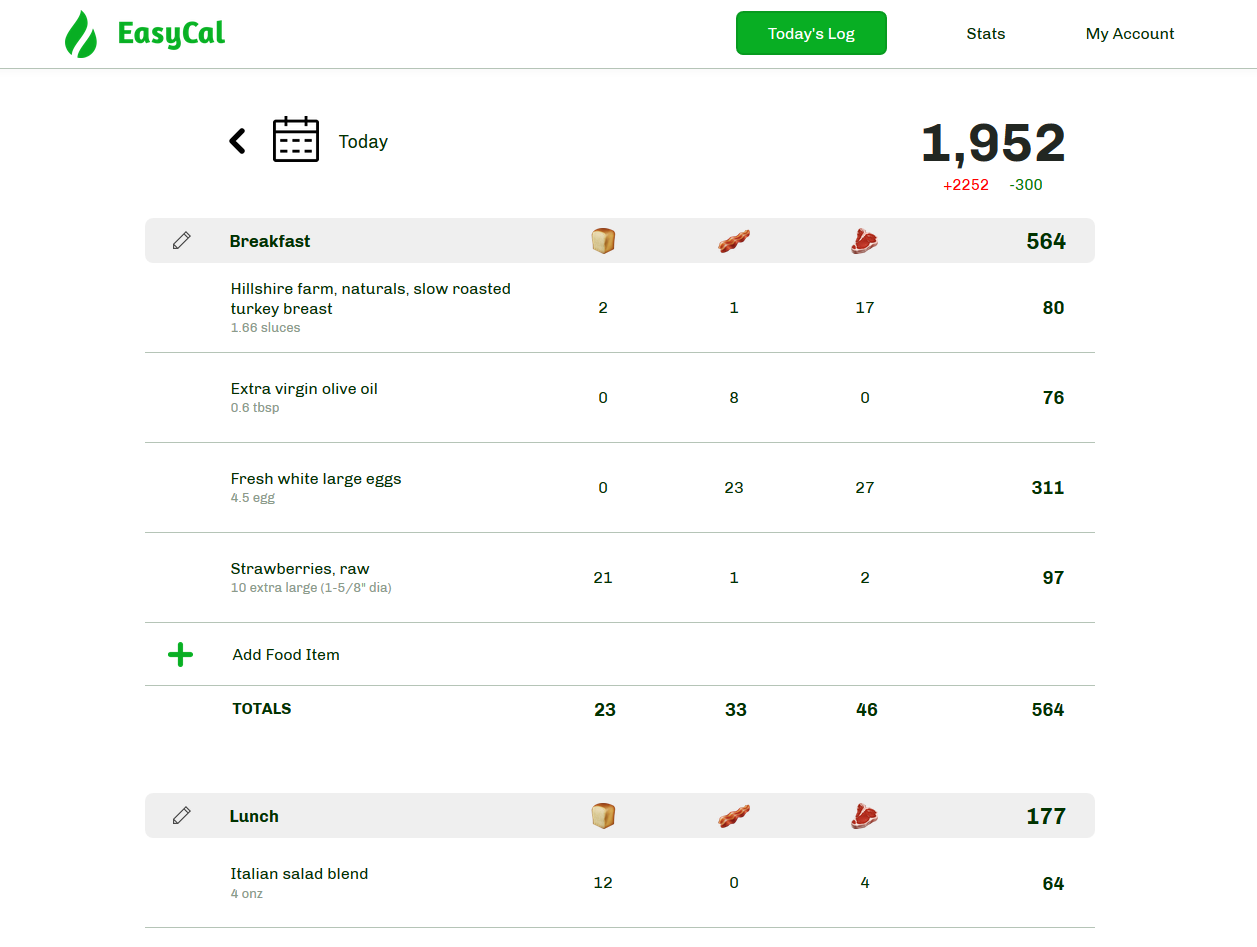 EasyCal
Today's Log
Stats
My Account
Today
1,952
+2252 -300
Breakfast 564
Hillshire farm, naturals, slow roasted
turkey breast
1.66 sluces
2 1 17 80
Extra virgin olive oil
0.6 tbsp
0 8 0 76
Fresh white large eggs
4.5 egg
0 23 27 311
Strawberries, raw
10 extra large (1-5/8" dia)
21 1 2 97
Add Food Item
TOTALS 23 33 46 564
Lunch 177
Italian salad blend
4 onz
12 0 4 64